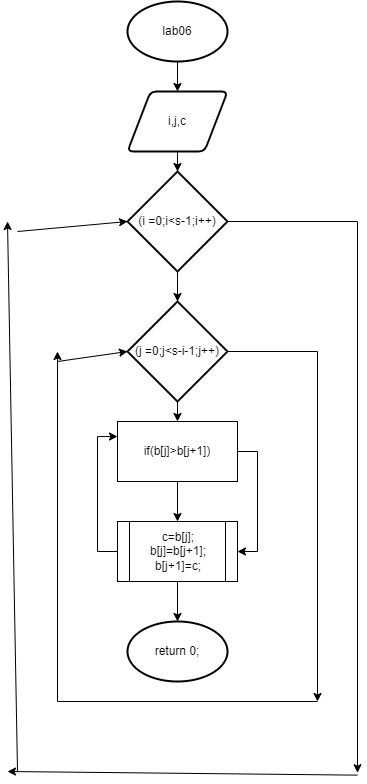 lab06
i,j,c
(i =0;i<s-1;i++)
(j =0;j<s-i-1;j++)
if(b[j]>b[j+1])
c=b[j];
b[j]=b[j+1];
b[j+1]=c;
return 0;